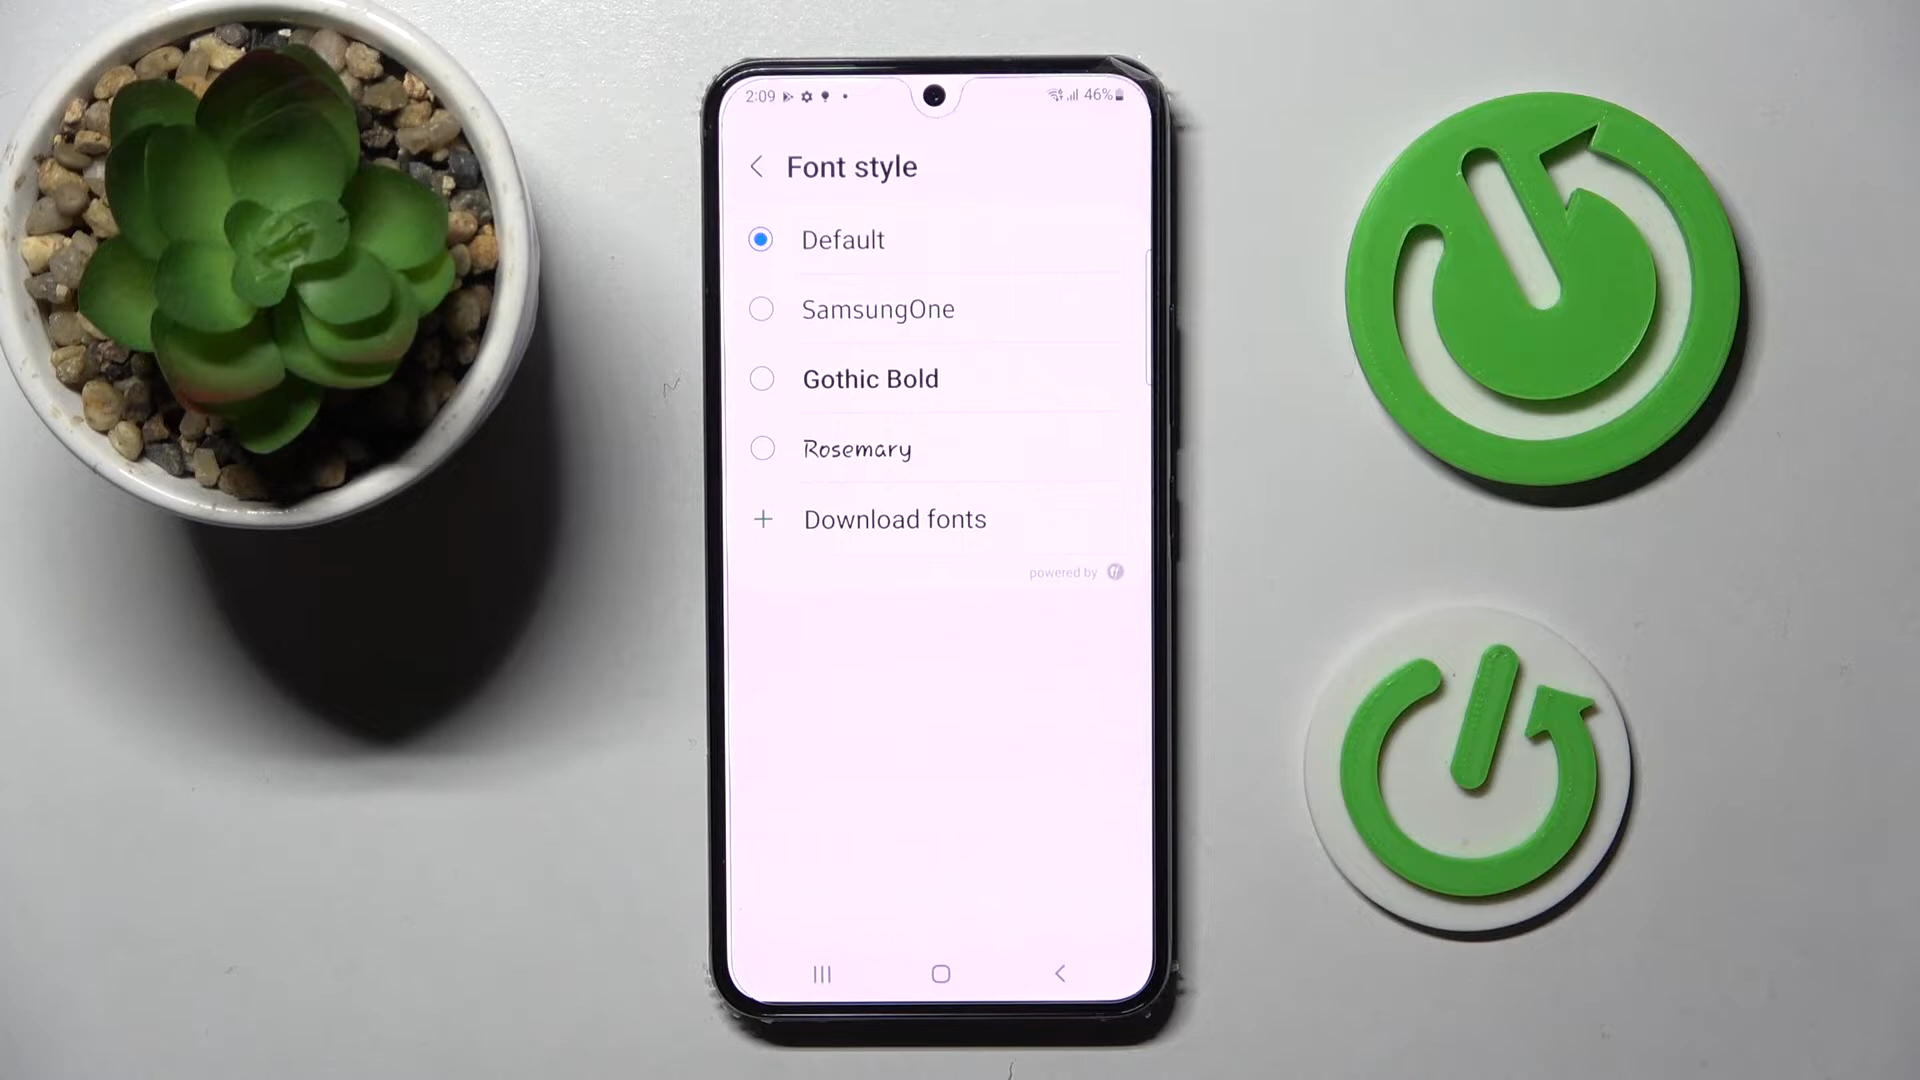 2:09 46%
Font style
Default
SamsungOne
Gothic Bold
Rosemary
Download fonts
powered by